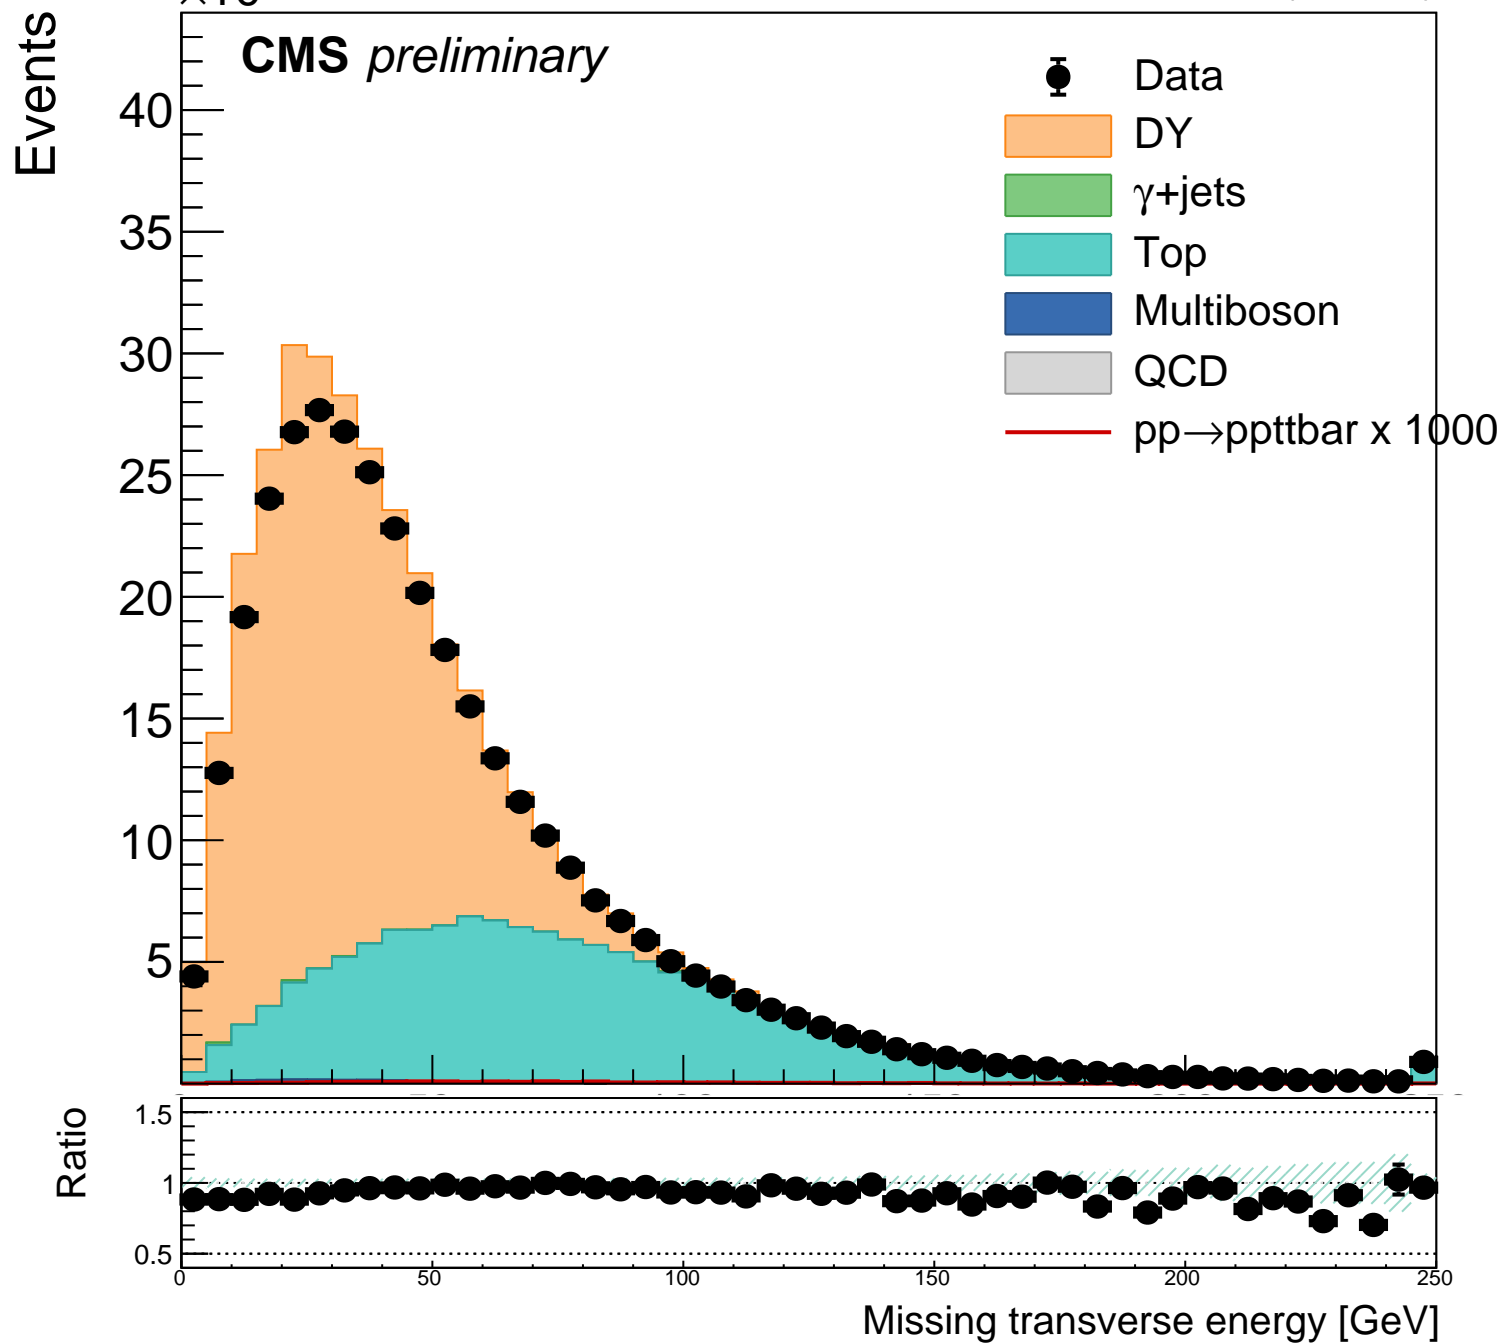 Events
CMS preliminary
Data
DY
γ+jets
Top
Multiboson
QCD
pp→ppttbar x 1000
40
35
30
25
20
15
10
5
Ratio
1.5
1
0.5
0 50 100 150 200 250
Missing transverse energy [GeV]